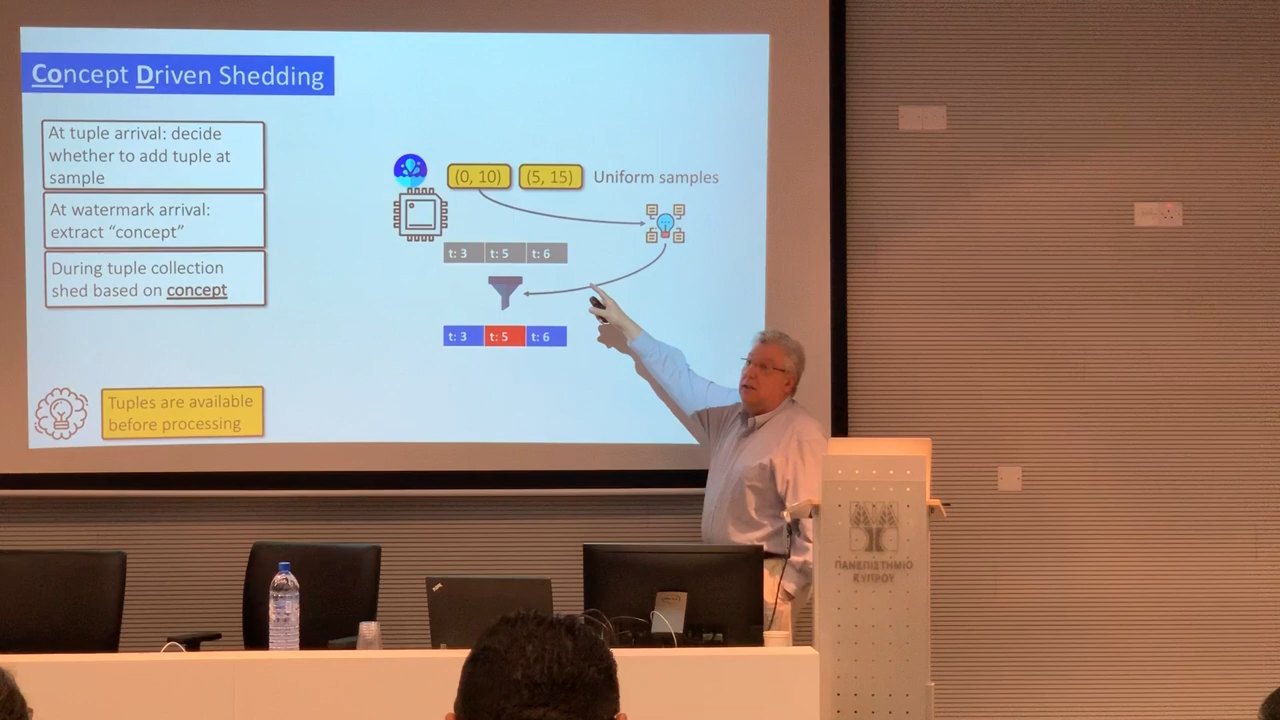 Concept Driven Shedding
At tuple arrival: decide
whether to add tuple at
sample
At watermark arrival:
extract “concept”
During tuple collection
shed based on concept
Tuples are available
before processing
(0, 10) (5, 15) Uniform samples
t: 3 t: 5 t: 6
t: 3 t: 5 t: 6
ΠΑΝΕΠΙΣΤΗΜΙΟ
ΚΥΠΡΟΥ